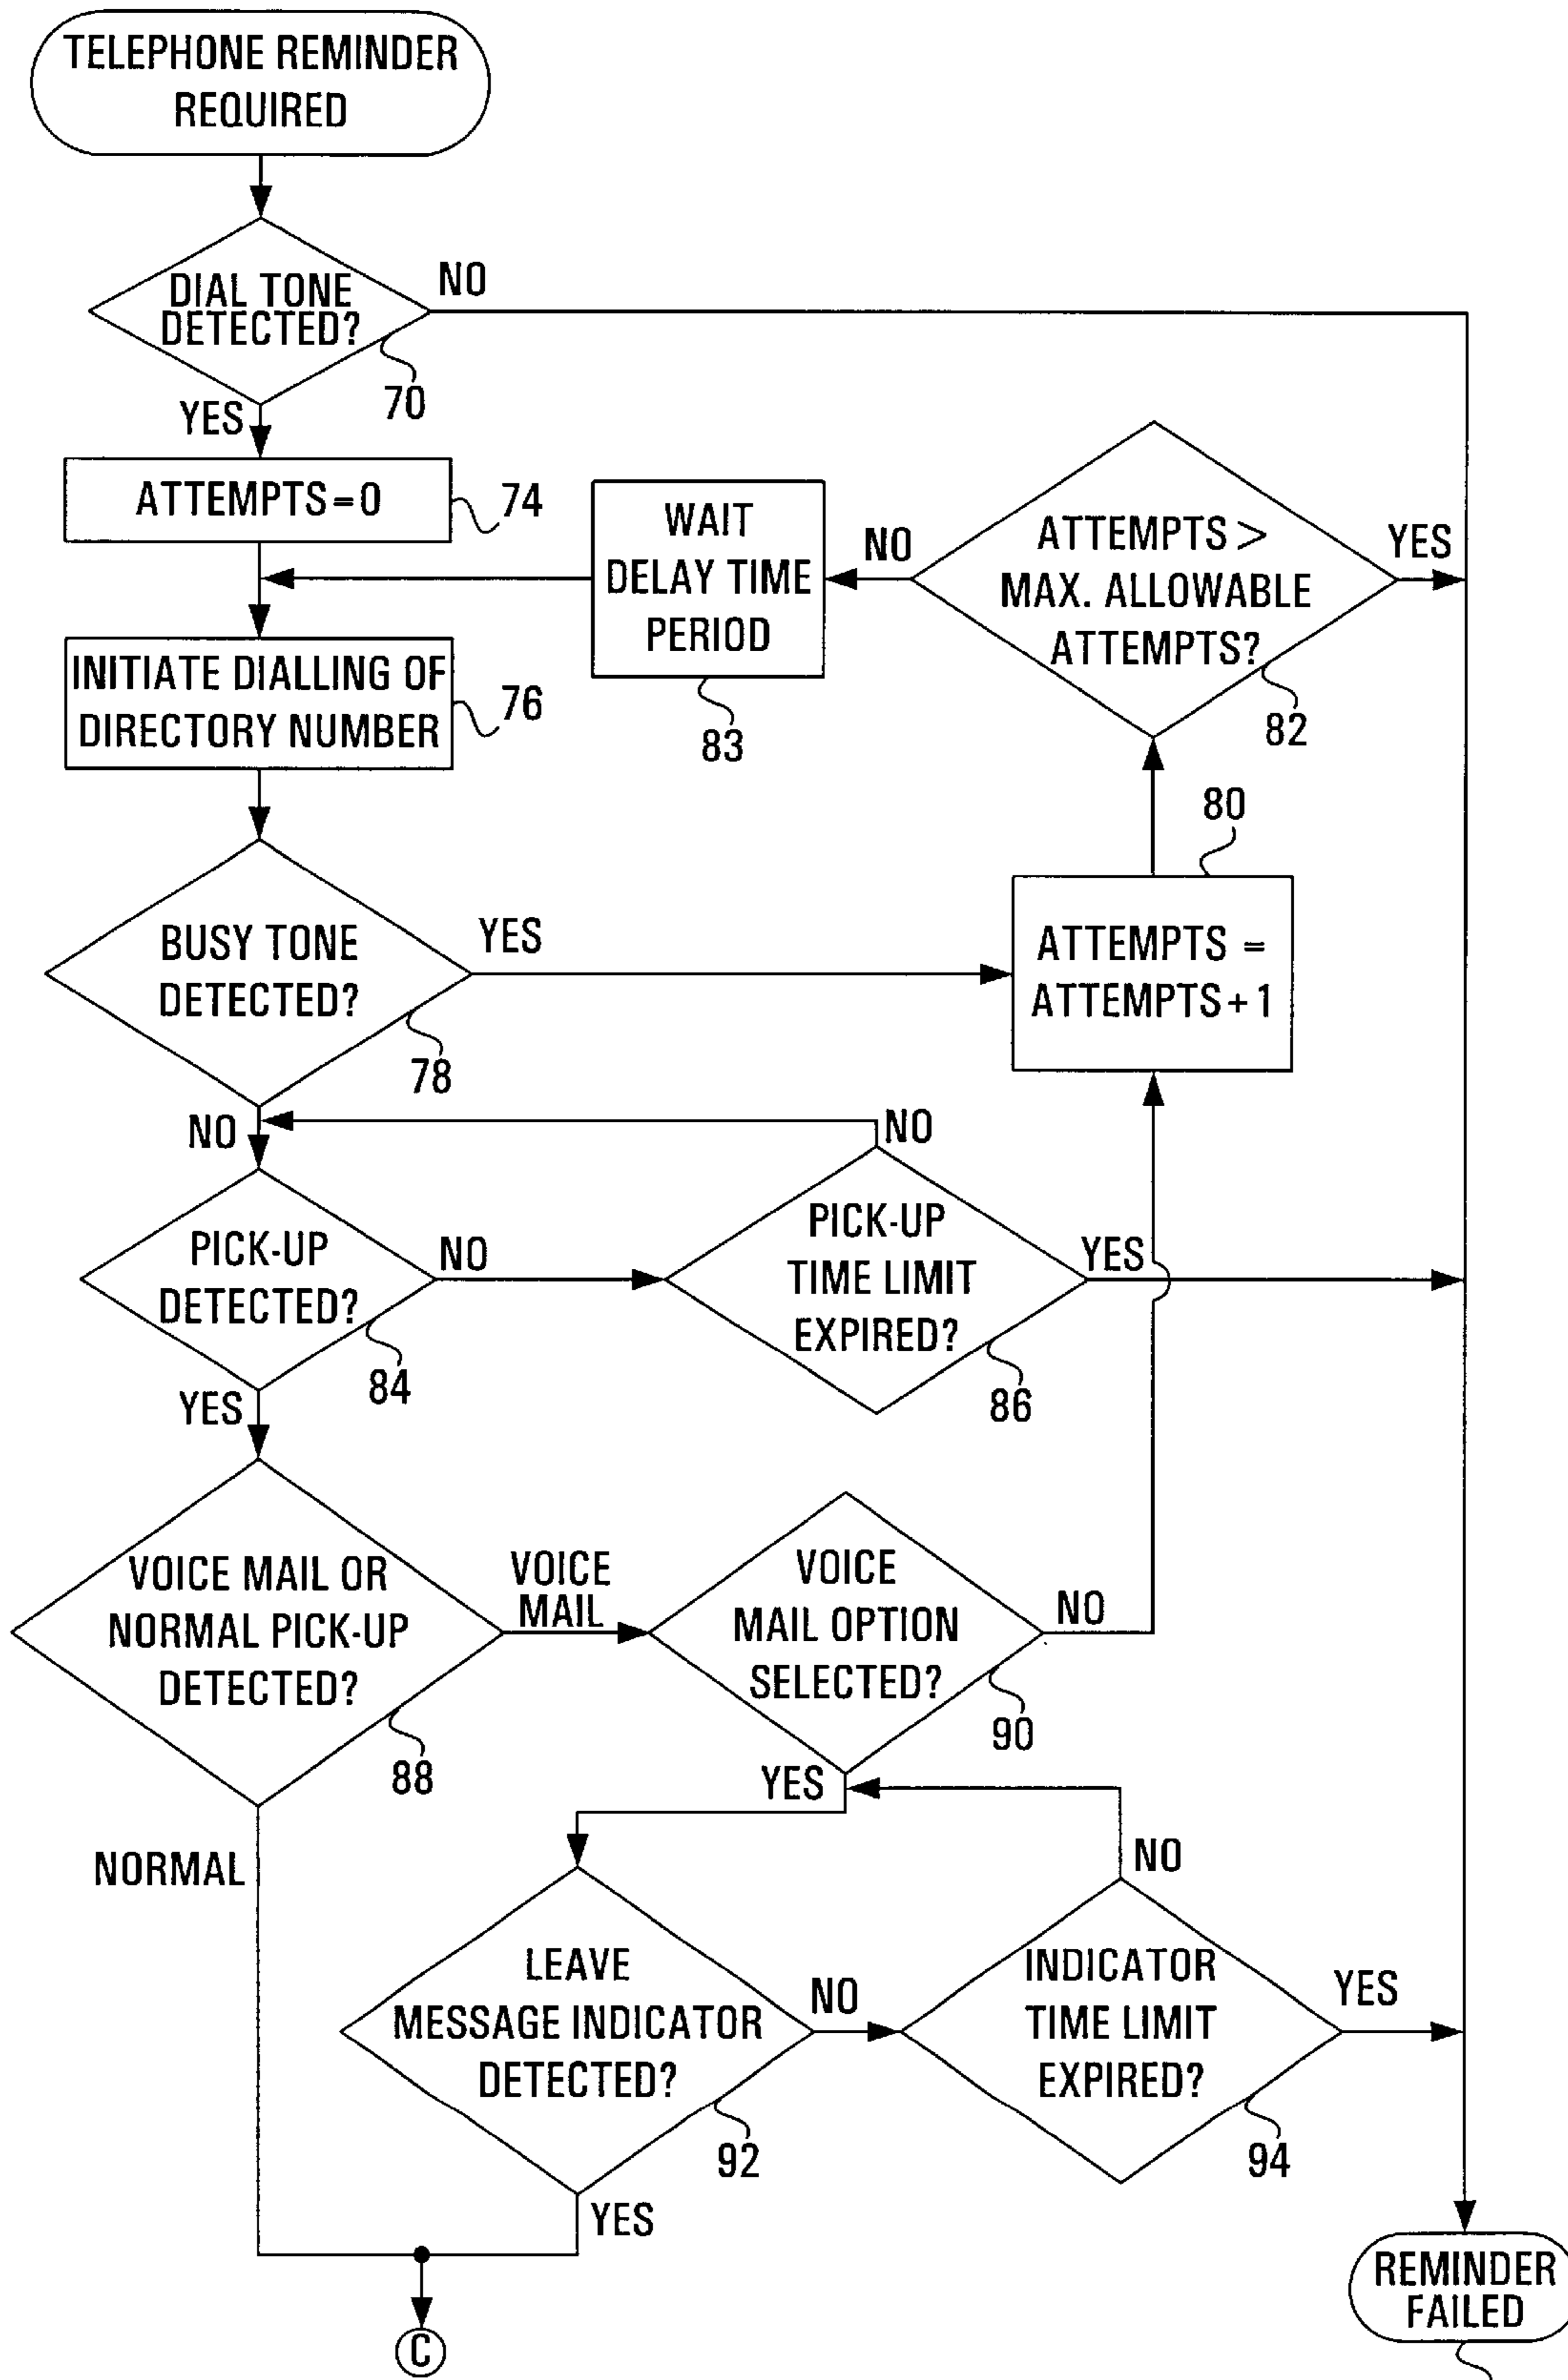 TELEPHONE REMINDER
REQUIRED
DIAL TONE
DETECTED?
NO
70
YES
ATTEMPTS=0
74
WAIT
DELAY TIME
PERIOD
83
NO
ATTEMPTS >
MAX. ALLOWABLE
ATTEMPTS?
YES
82
INITIATE DIALLING OF
DIRECTORY NUMBER
76
80
BUSY TONE
DETECTED?
YES
78
ATTEMPTS =
ATTEMPTS+1
NO
NO
PICK-UP
DETECTED?
NO
84
PICK-UP
TIME LIMIT
EXPIRED?
YES
86
YES
VOICE MAIL OR
NORMAL PICK-UP
DETECTED?
88
VOICE
MAIL
VOICE
MAIL OPTION
SELECTED?
NO
90
YES
NORMAL
NO
LEAVE
MESSAGE INDICATOR
DETECTED?
NO
92
INDICATOR
TIME LIMIT
EXPIRED?
YES
94
YES
REMINDER
FAILED
C